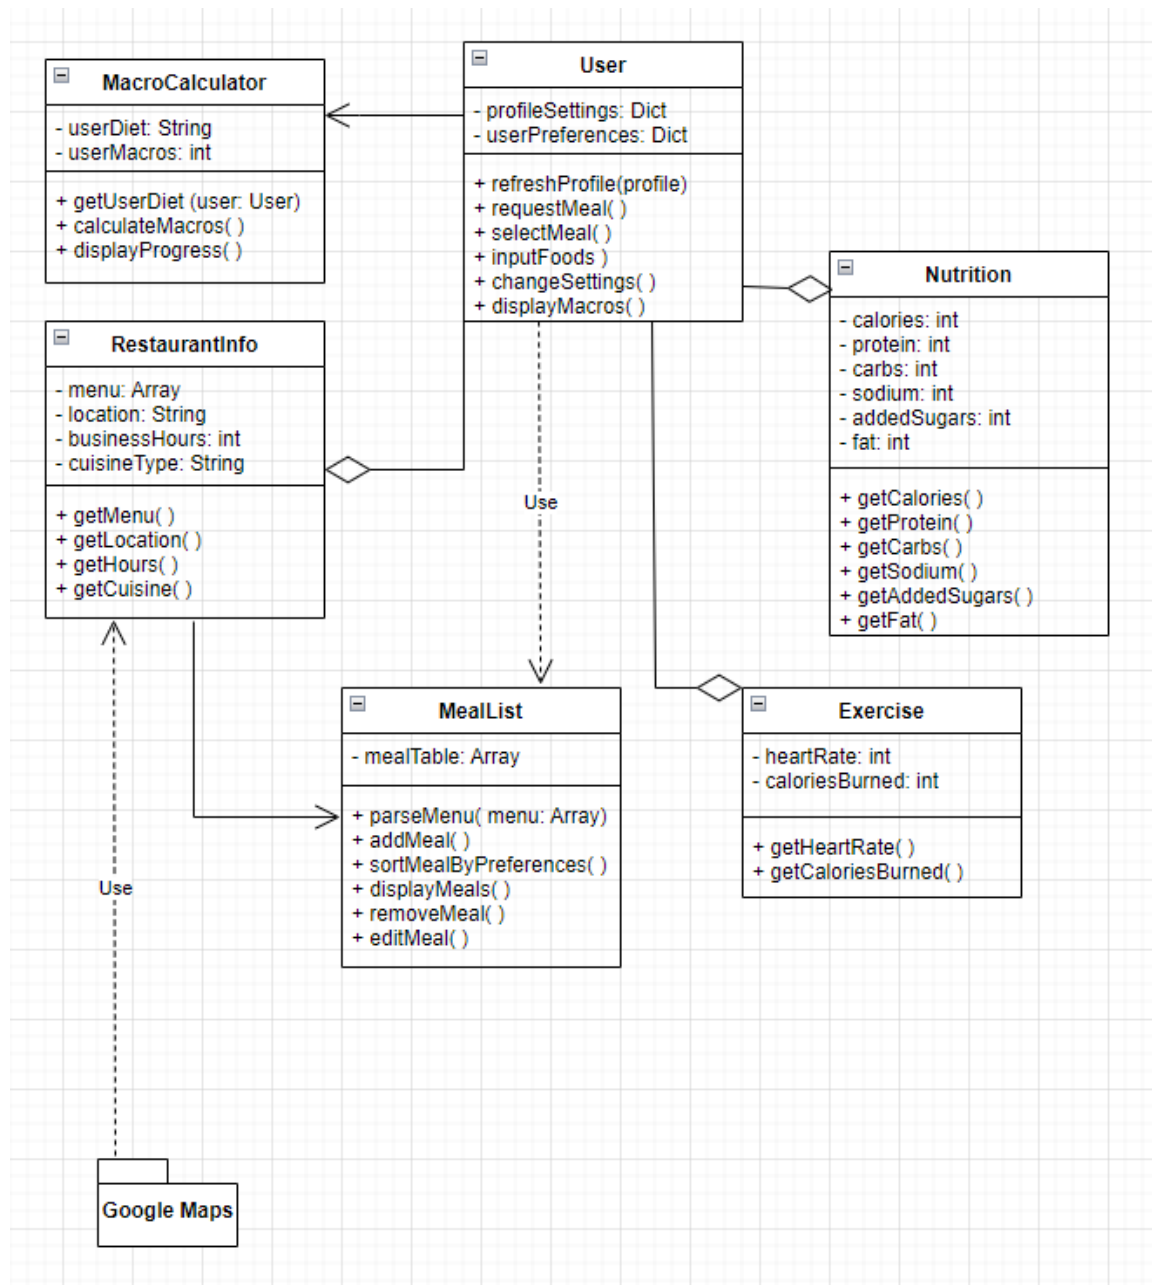 MacroCalculator
- userDiet: String
- userMacros: int
+ getUserDiet (user: User)
+ calculateMacros( )
+ displayProgress( )
User
- profileSettings: Dict
- userPreferences: Dict
+ refreshProfile(profile)
+ requestMeal( )
+ selectMeal( )
+ inputFoods )
+ changeSettings( )
+ displayMacros( )
Nutrition
- calories: int
- protein: int
- carbs: int
- sodium: int
- addedSugars: int
- fat: int
+ getCalories( )
+ getProtein( )
+ getCarbs( )
+ getSodium( )
+ getAddedSugars( )
+ getFat( )
RestaurantInfo
- menu: Array
- location: String
- businessHours: int
- cuisineType: String
+ getMenu( )
+ getLocation( )
+ getHours( )
+ getCuisine( )
Use
MealList
- mealTable: Array
+ parseMenu( menu: Array)
+ addMeal( )
+ sortMealByPreferences( )
+ displayMeals( )
+ removeMeal( )
+ editMeal( )
Exercise
- heartRate: int
- caloriesBurned: int
+ getHeartRate( )
+ getCaloriesBurned( )
Use
Google Maps